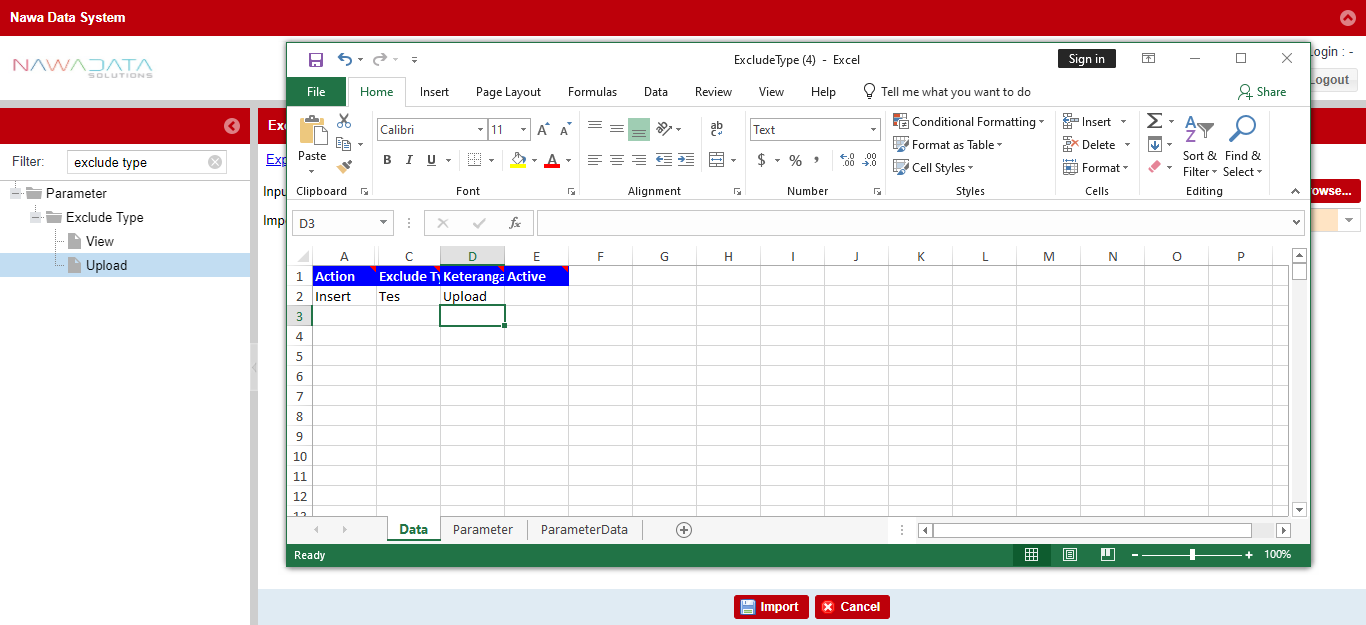 Nawa Data System
NAWADATA
SOLUTIONS
Login : -
Logout
Filter:
exclude type
Parameter
Exclude Type
View
Upload
Exc
Exp
Inpu
Imp
owse...
ExcludeType (4) - Excel
Sign in
File
Home
Insert
Page Layout
Formulas
Data
Review
View
Help
Tell me what you want to do
Share
Paste
Clipboard
Calibri
11
B I U
Font
Alignment
Text
Number
Conditional Formatting
Format as Table
Cell Styles
Styles
Insert
Delete
Format
Cells
Sort & Filter
Find & Select
Editing
D3
fx
A C D E F G H I J K L M N O P
1 Action Exclude Ty Keteranga Active
2 Insert Tes Upload
3
4
5
6
7
8
9
10
11
12
Data
Parameter
ParameterData
Ready
100%
Import
Cancel